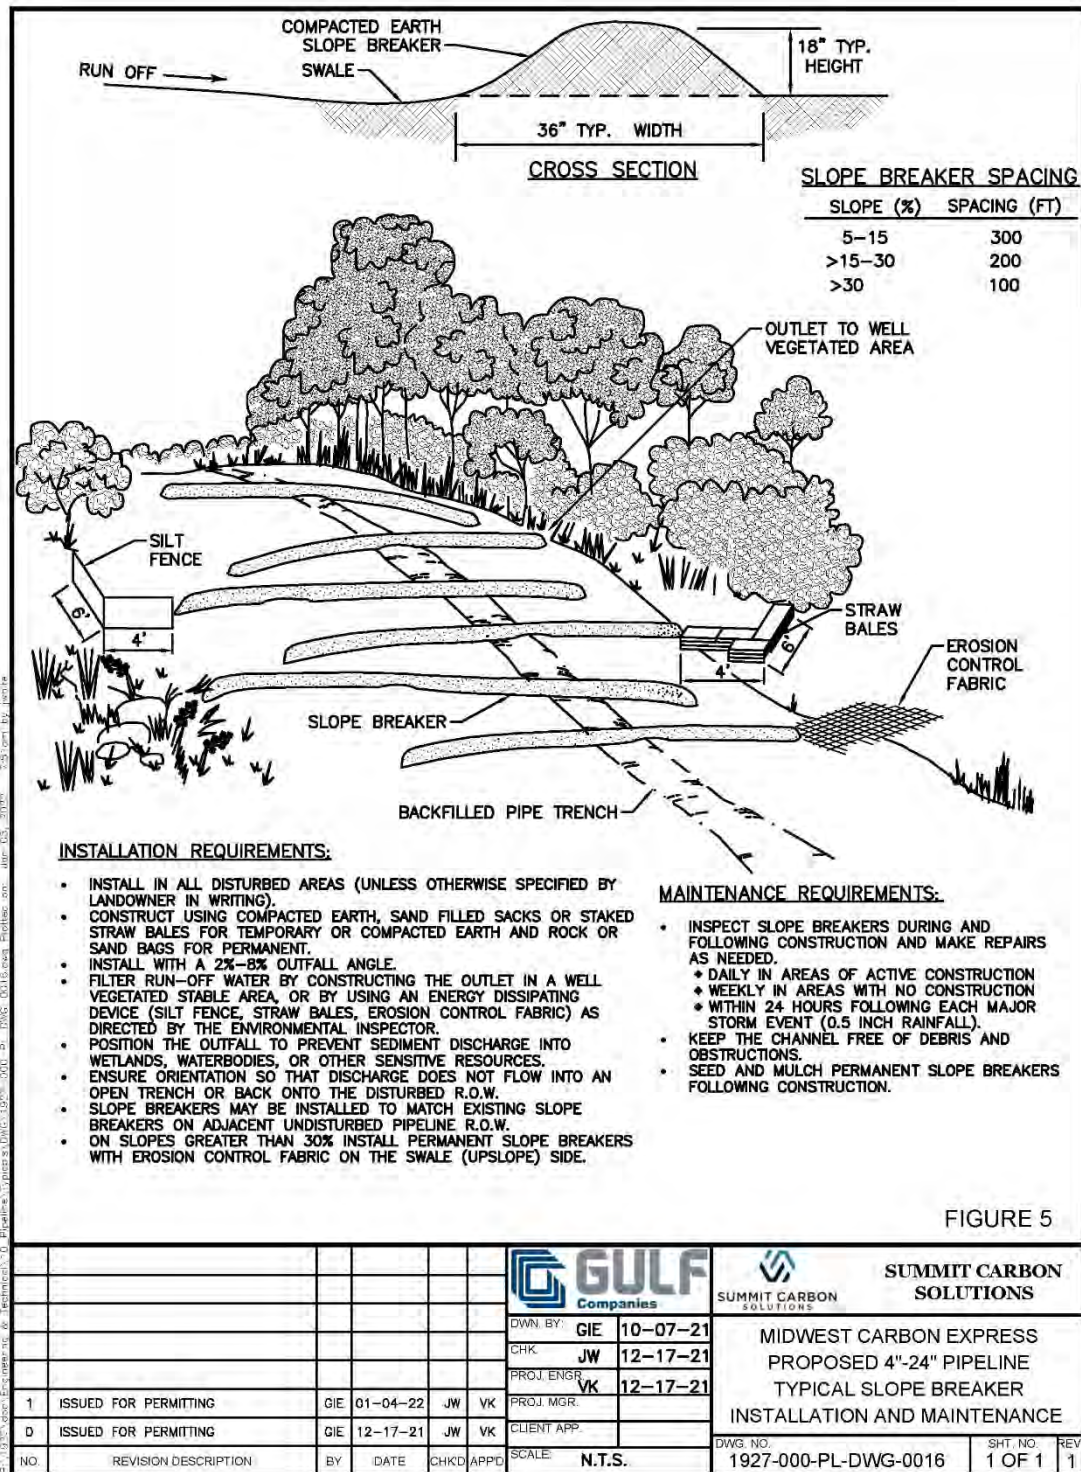 COMPACTED EARTH
SLOPE BREAKER
RUN OFF
SWALE
18" TYP.
HEIGHT
36" TYP. WIDTH
CROSS SECTION
SLOPE BREAKER SPACING
SLOPE (%) SPACING (FT)
5-15 300
>15-30 200
>30 100
OUTLET TO WELL
VEGETATED AREA
SILT
FENCE
6'
4'
STRAW
BALES
6'
4'
EROSION
CONTROL
FABRIC
SLOPE BREAKER
BACKFILLED PIPE TRENCH
INSTALLATION REQUIREMENTS:
• INSTALL IN ALL DISTURBED AREAS (UNLESS OTHERWISE SPECIFIED BY
LANDOWNER IN WRITING).
• CONSTRUCT USING COMPACTED EARTH, SAND FILLED SACKS OR STAKED
STRAW BALES FOR TEMPORARY OR COMPACTED EARTH AND ROCK OR
SAND BAGS FOR PERMANENT.
• INSTALL WITH A 2%-8% OUTFALL ANGLE.
• FILTER RUN-OFF WATER BY CONSTRUCTING THE OUTLET IN A WELL
VEGETATED STABLE AREA, OR BY USING AN ENERGY DISSIPATING
DEVICE (SILT FENCE, STRAW BALES, EROSION CONTROL FABRIC) AS
DIRECTED BY THE ENVIRONMENTAL INSPECTOR.
• POSITION THE OUTFALL TO PREVENT SEDIMENT DISCHARGE INTO
WETLANDS, WATERBODIES, OR OTHER SENSITIVE RESOURCES.
• ENSURE ORIENTATION SO THAT DISCHARGE DOES NOT FLOW INTO AN
OPEN TRENCH OR BACK ONTO THE DISTURBED R.O.W.
• SLOPE BREAKERS MAY BE INSTALLED TO MATCH EXISTING SLOPE
BREAKERS ON ADJACENT UNDISTURBED PIPELINE R.O.W.
• ON SLOPES GREATER THAN 30% INSTALL PERMANENT SLOPE BREAKERS
WITH EROSION CONTROL FABRIC ON THE SWALE (UPSLOPE) SIDE.
MAINTENANCE REQUIREMENTS:
• INSPECT SLOPE BREAKERS DURING AND
FOLLOWING CONSTRUCTION AND MAKE REPAIRS
AS NEEDED.
• DAILY IN AREAS OF ACTIVE CONSTRUCTION
• WEEKLY IN AREAS WITH NO CONSTRUCTION
• WITHIN 24 HOURS FOLLOWING EACH MAJOR
STORM EVENT (0.5 INCH RAINFALL).
• KEEP THE CHANNEL FREE OF DEBRIS AND
OBSTRUCTIONS.
• SEED AND MULCH PERMANENT SLOPE BREAKERS
FOLLOWING CONSTRUCTION.
FIGURE 5
1 ISSUED FOR PERMITTING GIE 01-04-22 JW VK
0 ISSUED FOR PERMITTING GIE 12-17-21 JW VK
NO. REVISION DESCRIPTION BY DATE CHK'D APP'D
GULF
Companies
DWN. BY: GIE 10-07-21
CHK. JW 12-17-21
PROJ. ENGR. VK 12-17-21
PROJ. MGR.
CLIENT APP.
SCALE: N.T.S.
SUMMIT CARBON
SOLUTIONS
SUMMIT CARBON
SOLUTIONS
MIDWEST CARBON EXPRESS
PROPOSED 4"-24" PIPELINE
TYPICAL SLOPE BREAKER
INSTALLATION AND MAINTENANCE
DWG. NO. SHT. NO. REV
1927-000-PL-DWG-0016 1 OF 1 1